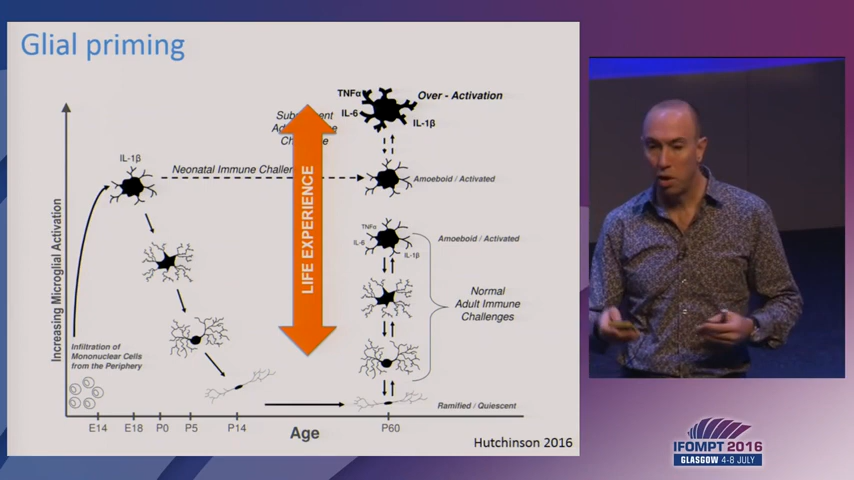 Glial priming
TNFα
Over - Activation
IL-6
IL-1β
IL-1β
Neonatal Immune
Amoeboid / Activated
LIFE EXPERIENCE
TNFα
IL-6
Amoeboid / Activated
IL-1β
Normal
Adult Immune
Challenges
Increasing Microglial Activation
Infiltration of
Mononuclear Cells
from the Periphery
Ramified / Quiescent
E14 E18 P0 P5 P14 P60
Age
Hutchinson 2016
IFOMPT 2016
GLASGOW 4-8 JULY